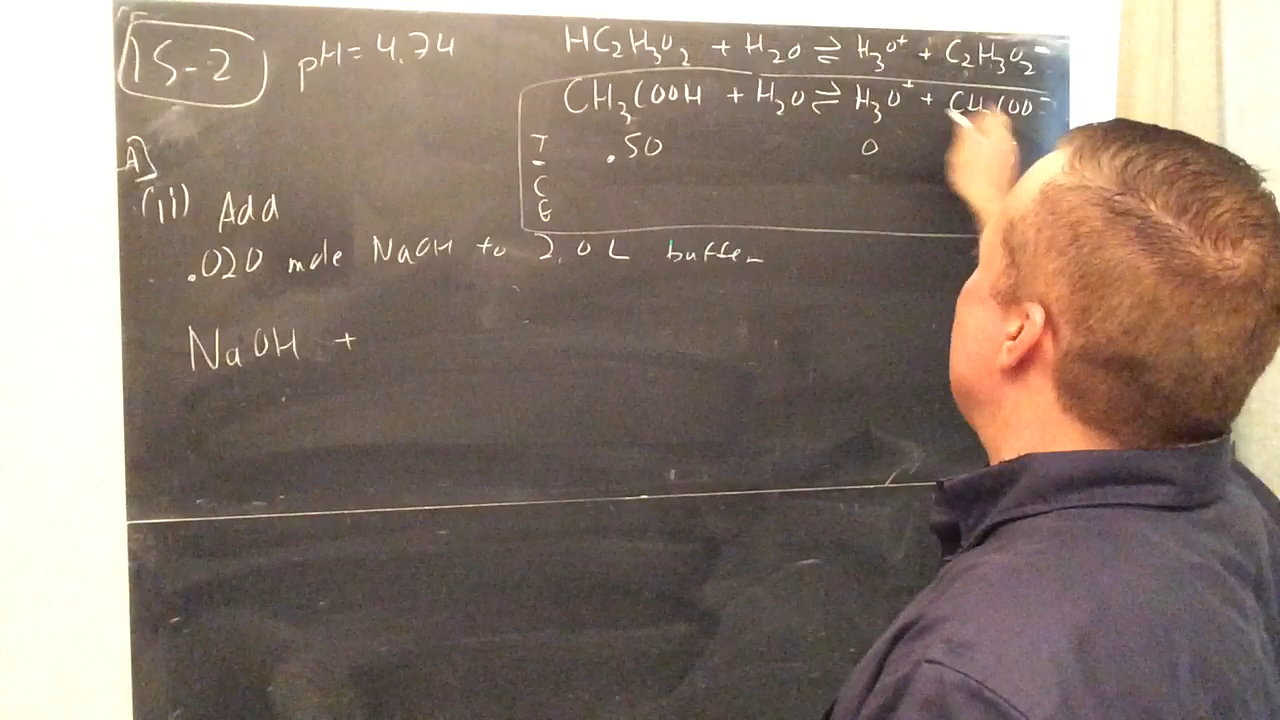 15-2 pH = 4.74 HC₂H₃O₂ + H₂O ⇌ H₃O⁺ + C₂H₃O₂⁻
CH₃COOH + H₂O ⇌ H₃O⁺ + CH₃COO⁻
A)
I .50 0
C
E
(ii) Add
.020 mole NaOH to 2.0 L buffer
NaOH +